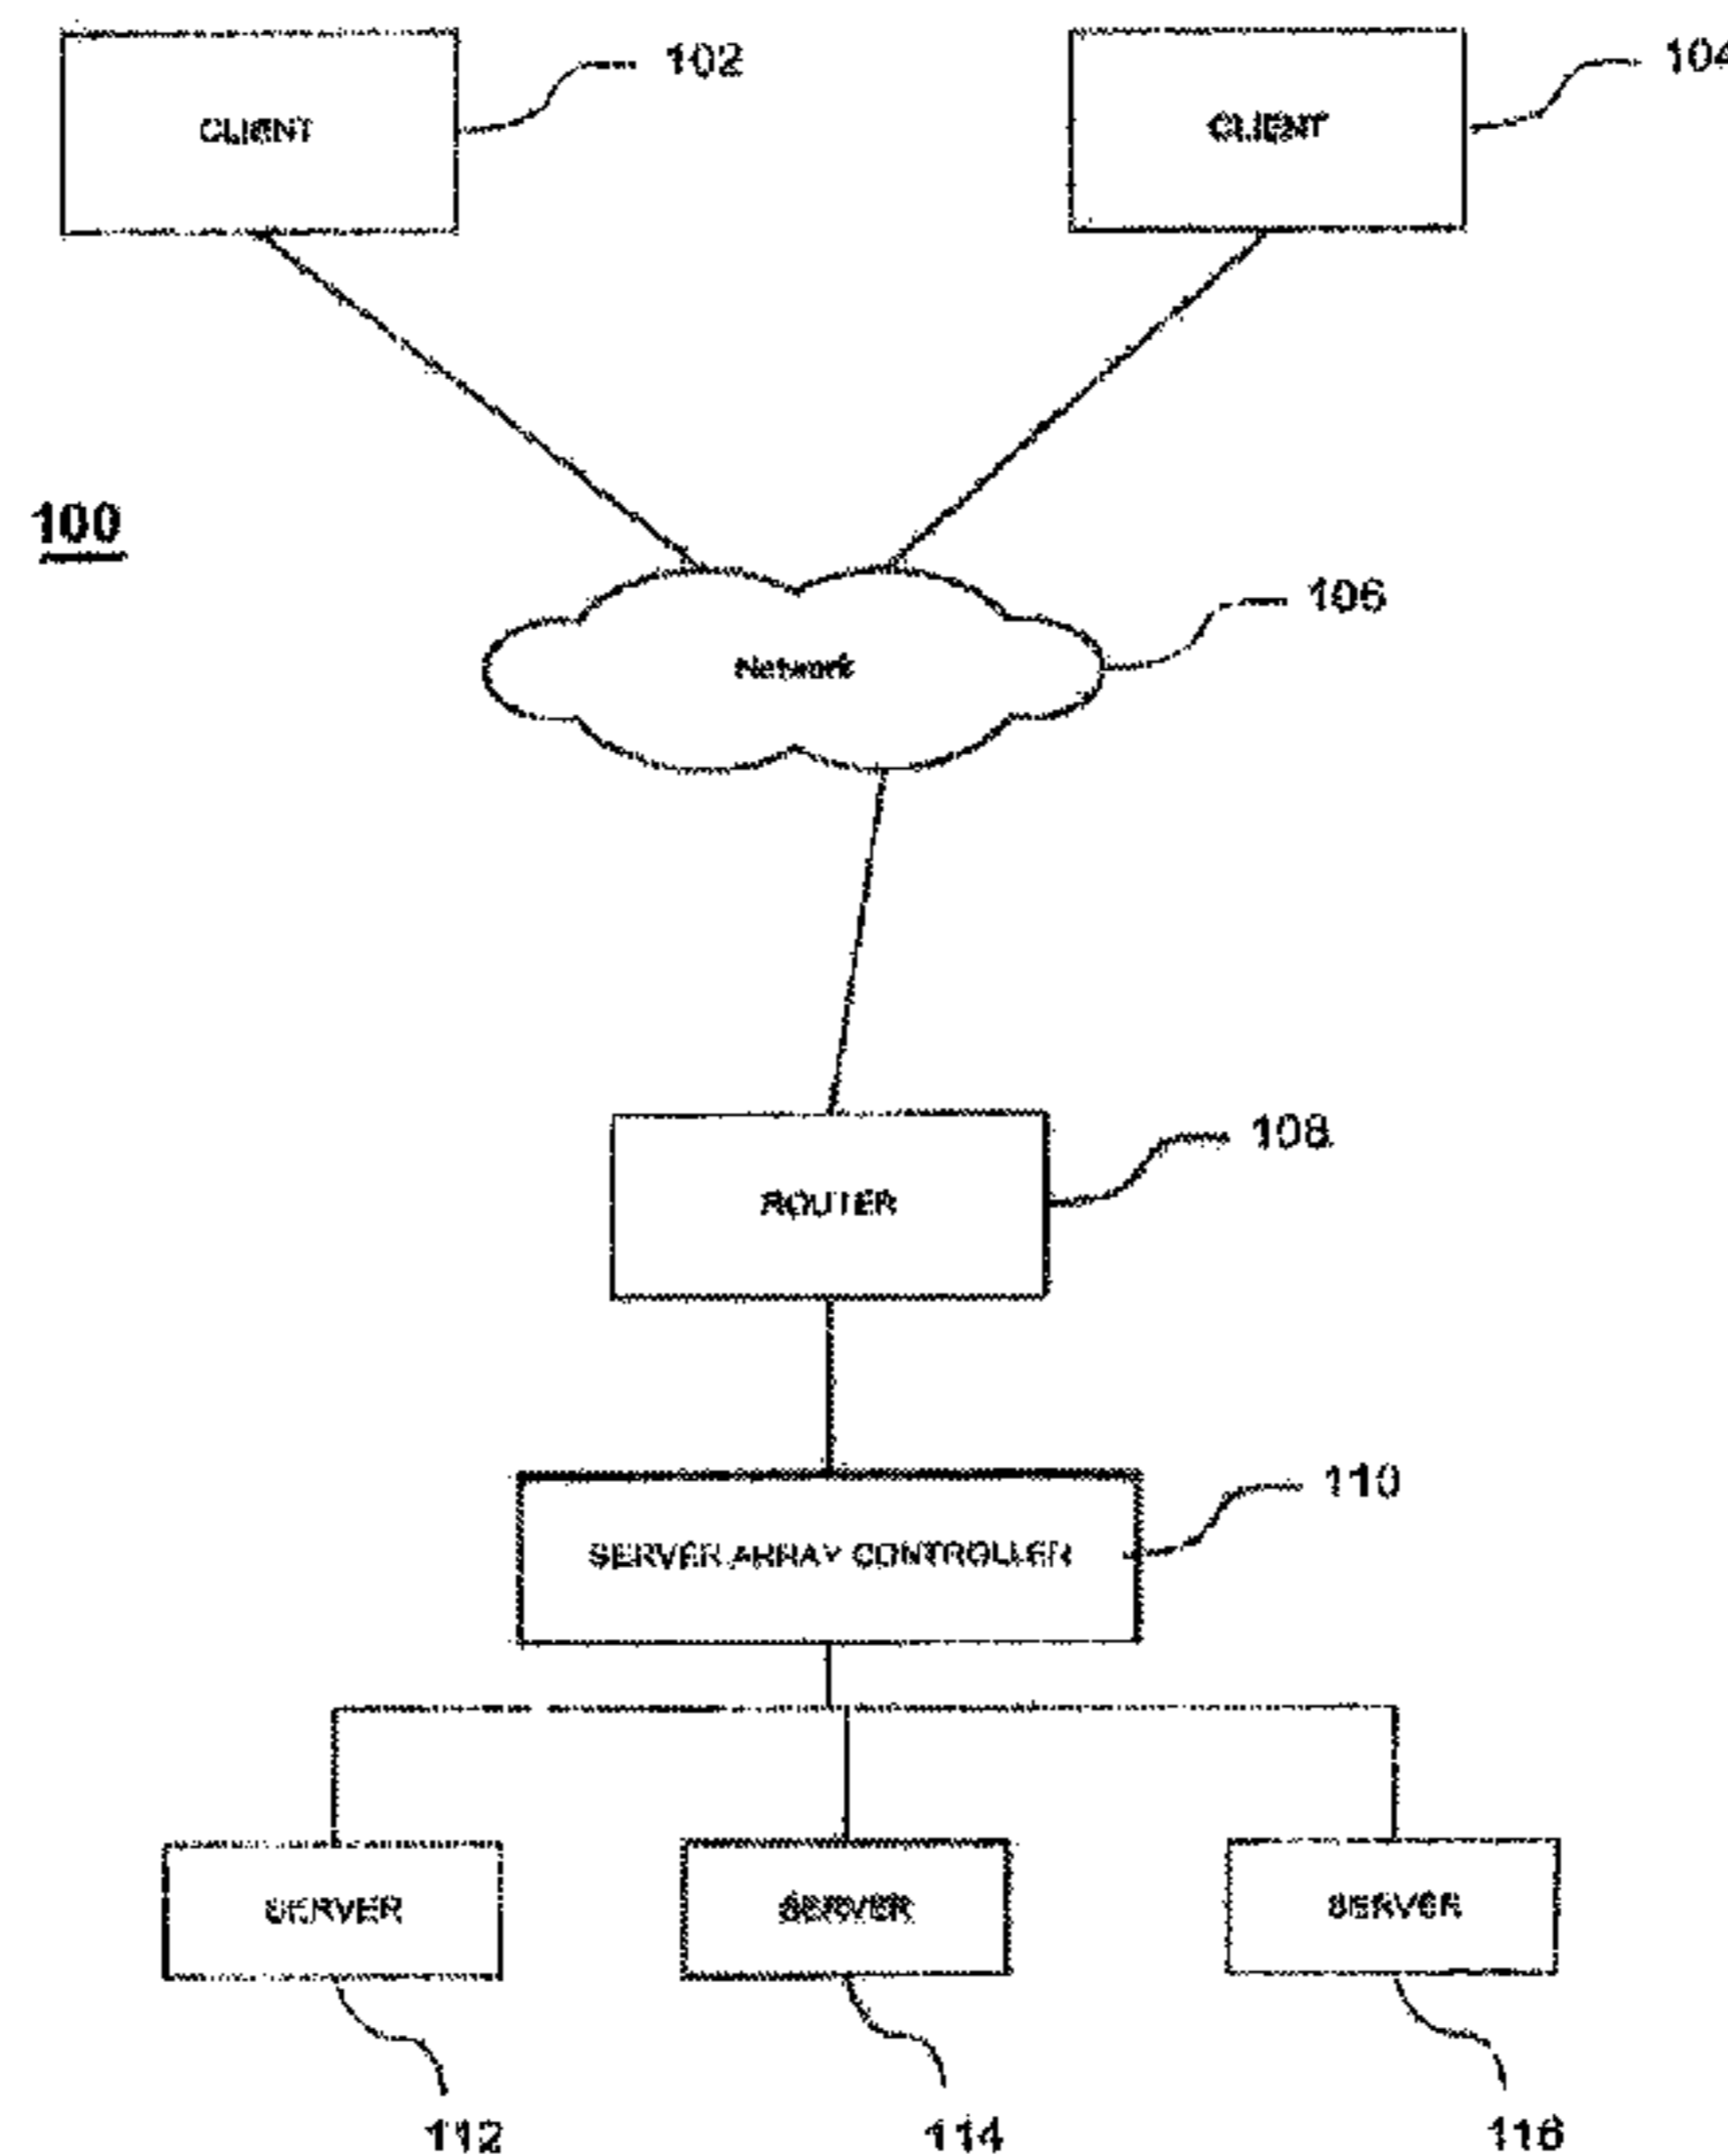 102
104
CLIENT
CLIENT
100
106
Network
108
ROUTER
110
SERVER ARRAY CONTROLLER
SERVER
SERVER
SERVER
112
114
116